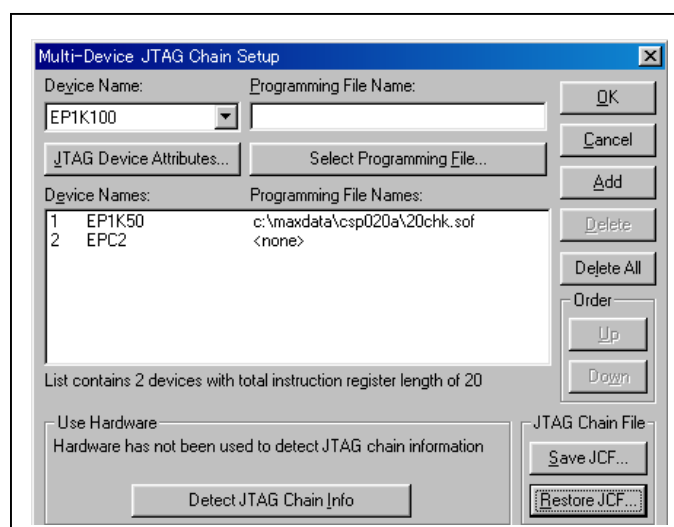 Multi-Device JTAG Chain Setup
Device Name: Programming File Name:
EP1K100
OK
Cancel
JTAG Device Attributes... Select Programming File...
Add
Device Names: Programming File Names:
1 EP1K50 c:\maxdata\csp020a\20chk.sof
2 EPC2 <none>
Delete
Delete All
Order
Up
Down
List contains 2 devices with total instruction register length of 20
Use Hardware
Hardware has not been used to detect JTAG chain information
Detect JTAG Chain Info
JTAG Chain File
Save JCF...
Restore JCF...